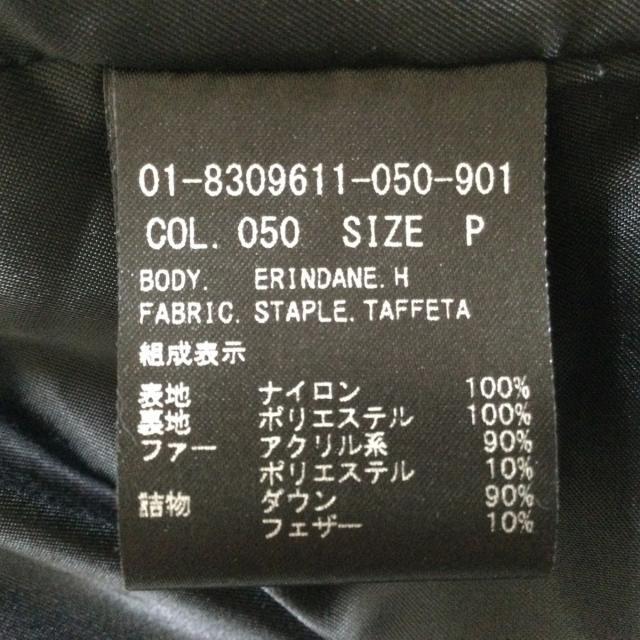 01-8309611-050-901
COL. 050 SIZE P
BODY. ERINDANE. H
FABRIC. STAPLE. TAFFETA
組成表示
表地 ナイロン 100%
裏地 ポリエステル 100%
ファー アクリル系 90%
ポリエステル 10%
詰物 ダウン 90%
フェザー 10%